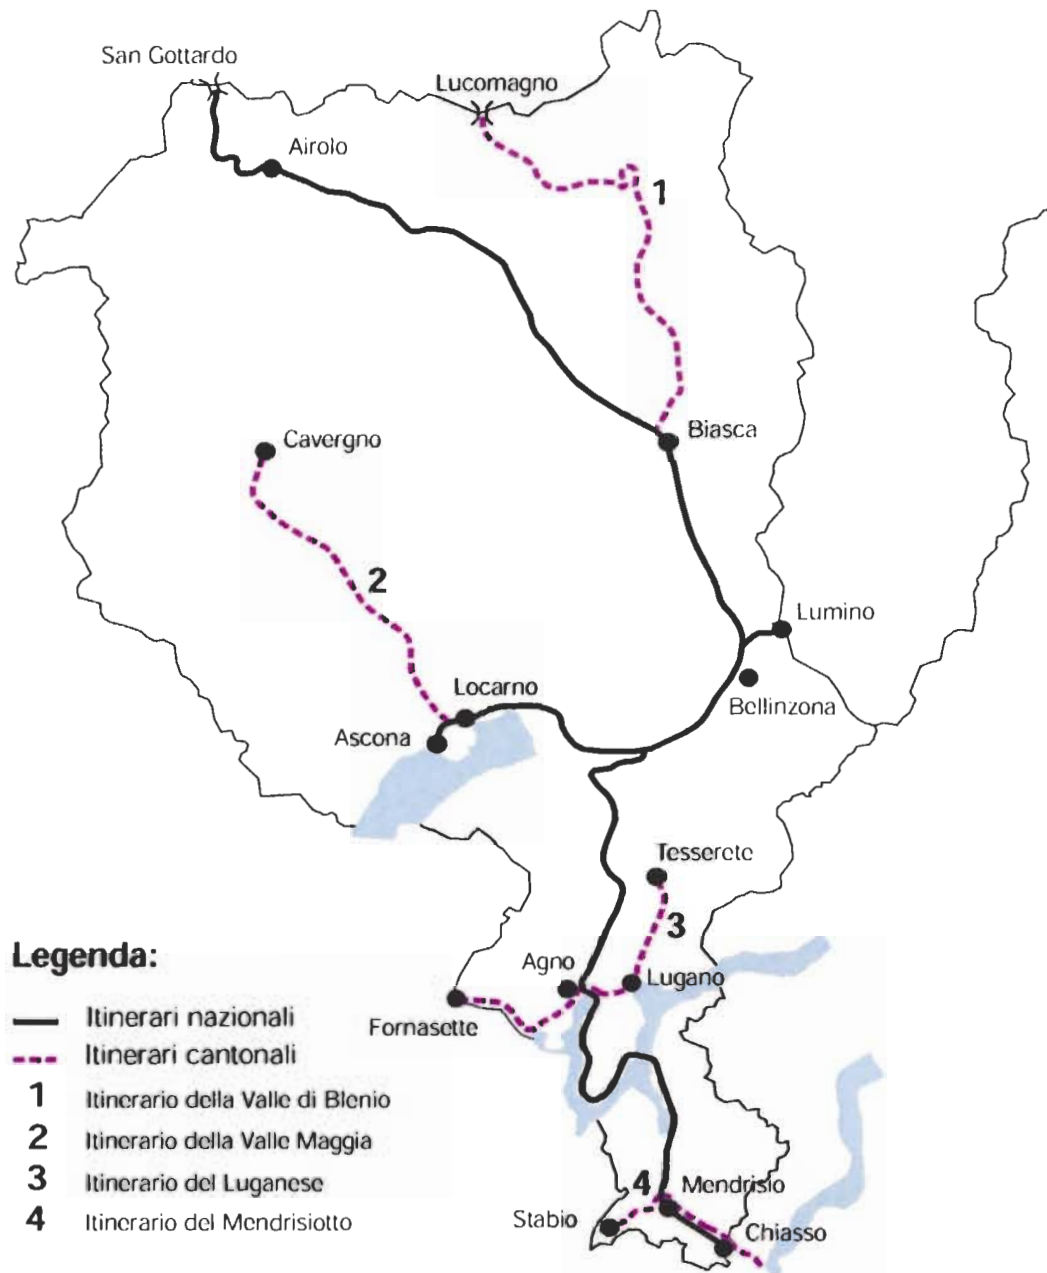 San Gottardo
Lucomagno
Airolo
1
Biasca
Cavergno
2
Lumino
Locarno
Bellinzona
Ascona
Tesserete
3
Agno
Lugano
Fornasette
4
Mendrisio
Stabio
Chiasso
Legenda:
Itinerari nazionali
Itinerari cantonali
1 Itinerario della Valle di Blenio
2 Itinerario della Valle Maggia
3 Itinerario del Luganese
4 Itinerario del Mendrisiotto